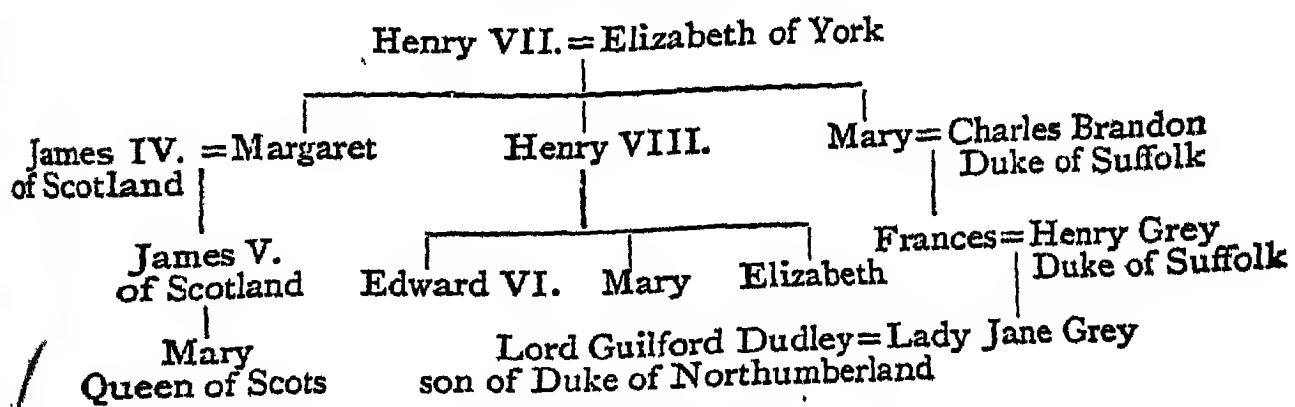 Henry VII. = Elizabeth of York
James IV. = Margaret Henry VIII. Mary = Charles Brandon
of Scotland Duke of Suffolk
James V. Frances = Henry Grey
of Scotland Edward VI. Mary Elizabeth Duke of Suffolk
Mary Lord Guilford Dudley = Lady Jane Grey
Queen of Scots son of Duke of Northumberland